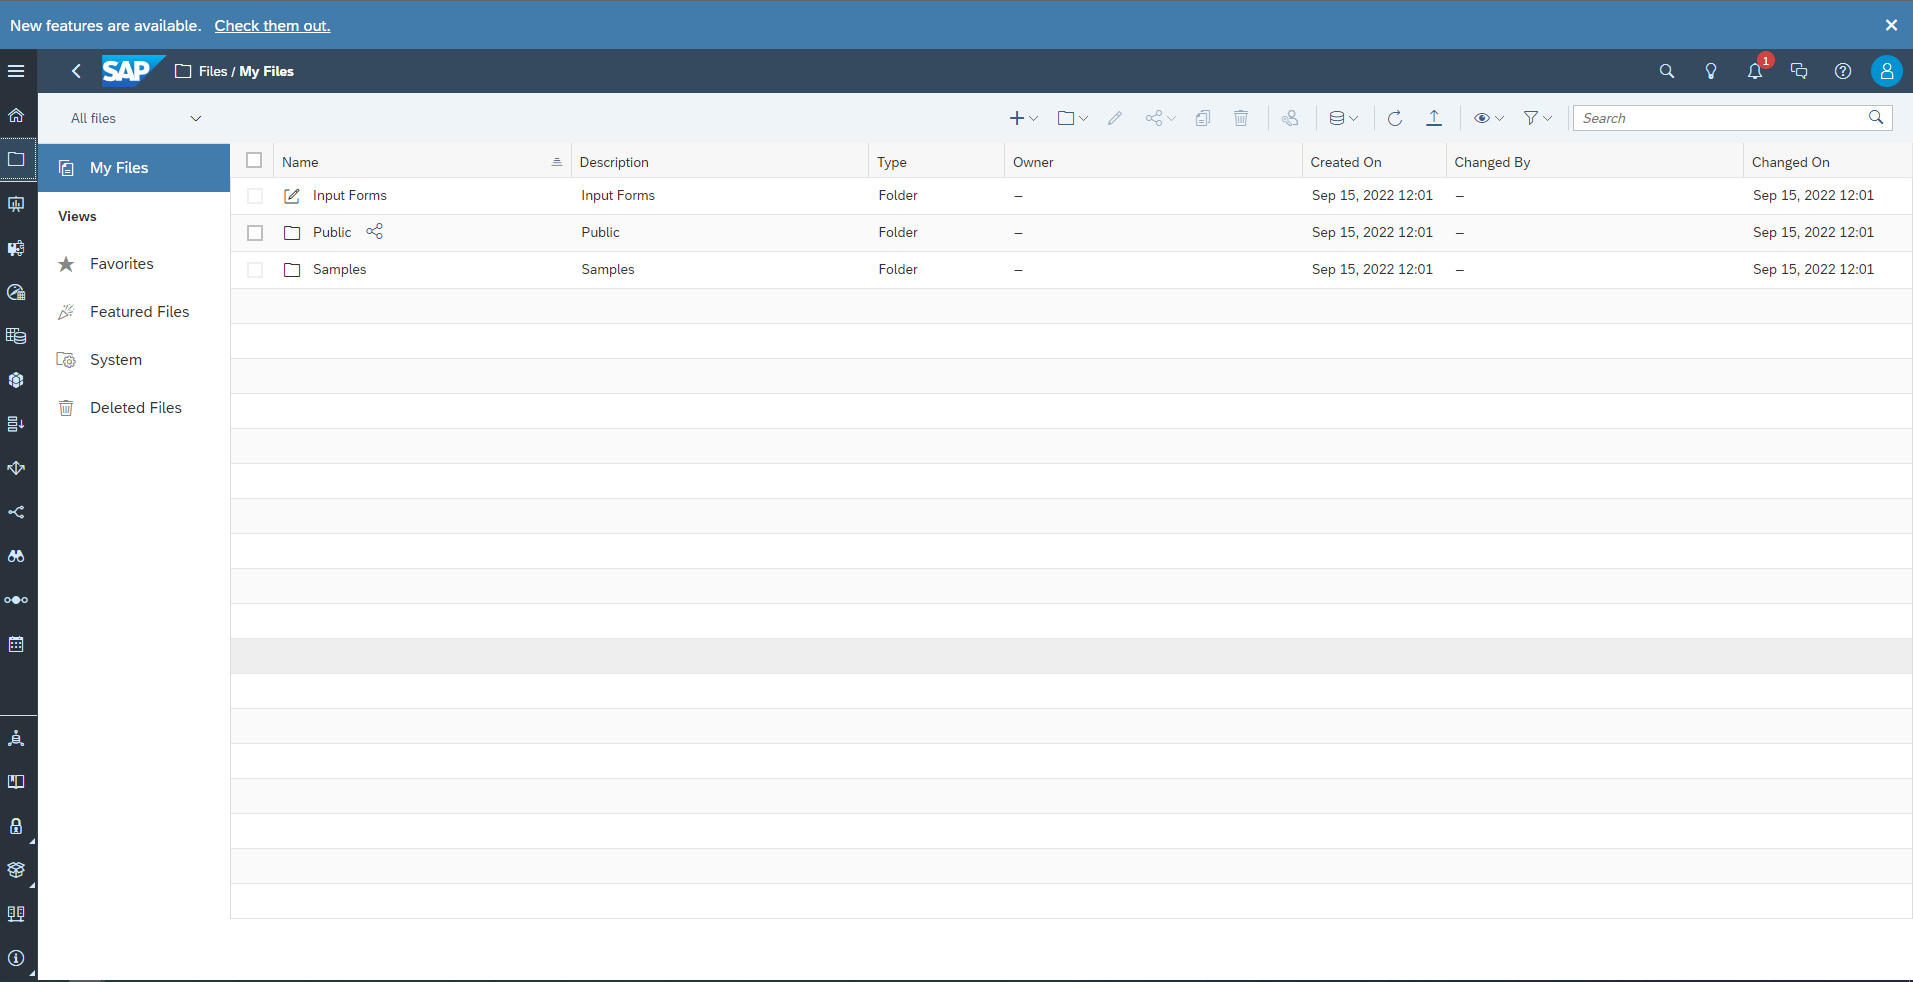 New features are available. Check them out.
SAP Files / My Files
1
All files
Search
My Files
Views
Favorites
Featured Files
System
Deleted Files
Name Description Type Owner Created On Changed By Changed On
Input Forms Input Forms Folder – Sep 15, 2022 12:01 – Sep 15, 2022 12:01
Public Public Folder – Sep 15, 2022 12:01 – Sep 15, 2022 12:01
Samples Samples Folder – Sep 15, 2022 12:01 – Sep 15, 2022 12:01